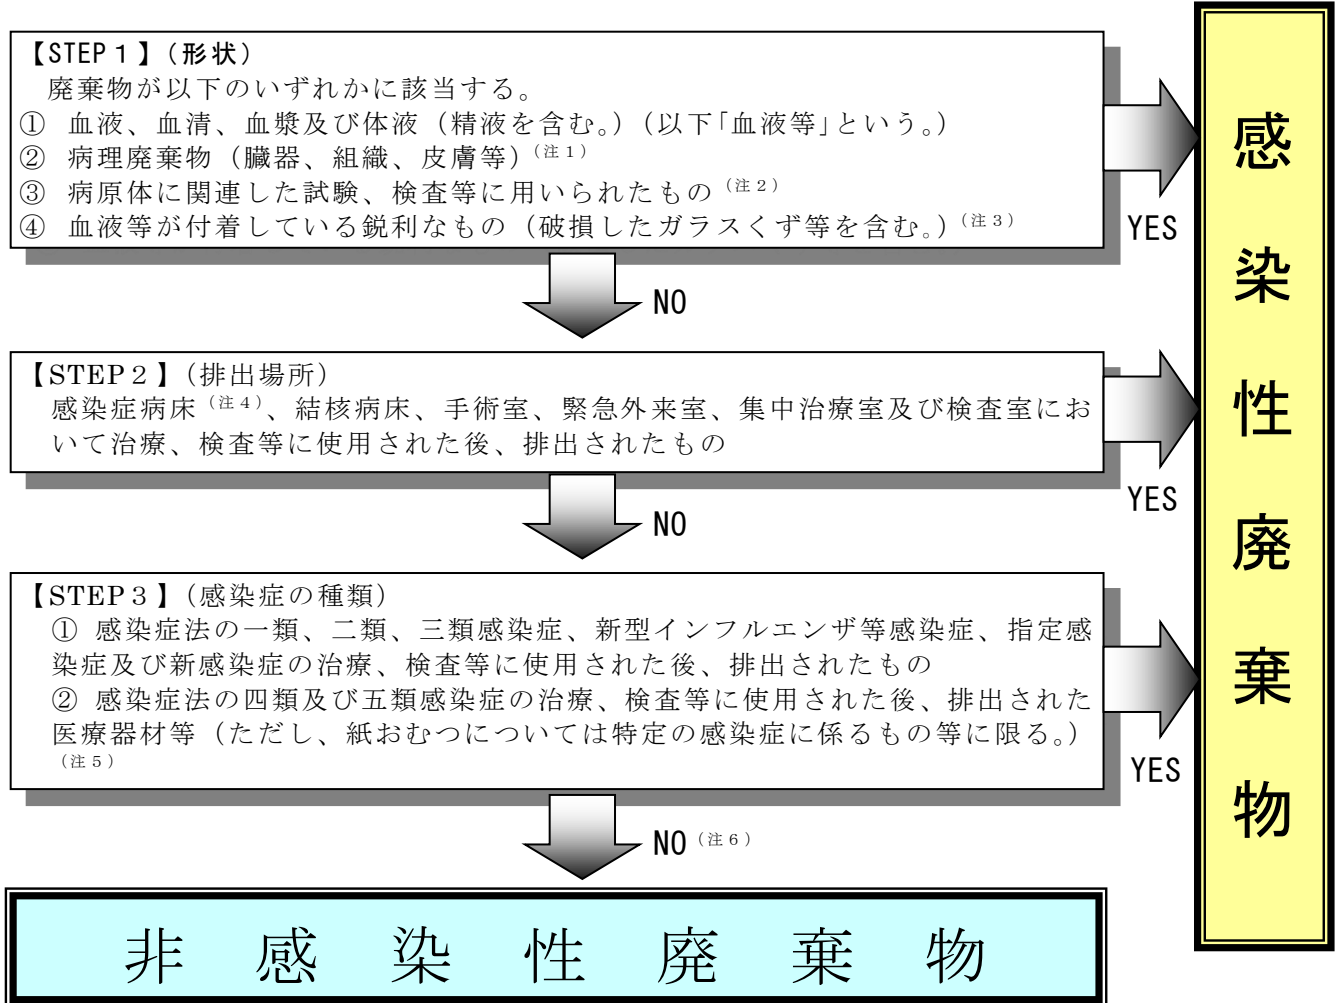 【STEP１】（形状）
廃棄物が以下のいずれかに該当する。
① 血液、血清、血漿及び体液（精液を含む。）（以下「血液等」という。）
② 病理廃棄物（臓器、組織、皮膚等）（注１）
③ 病原体に関連した試験、検査等に用いられたもの（注２）
④ 血液等が付着している鋭利なもの（破損したガラスくず等を含む。）（注３）
YES
NO
【STEP２】（排出場所）
感染症病床（注４）、結核病床、手術室、緊急外来室、集中治療室及び検査室にお
いて治療、検査等に使用された後、排出されたもの
YES
NO
【STEP３】（感染症の種類）
① 感染症法の一類、二類、三類感染症、新型インフルエンザ等感染症、指定感
染症及び新感染症の治療、検査等に使用された後、排出されたもの
② 感染症法の四類及び五類感染症の治療、検査等に使用された後、排出された
医療器材等（ただし、紙おむつについては特定の感染症に係るもの等に限る。）
（注５）
YES
NO（注６）
非感染性廃棄物
感染性廃棄物